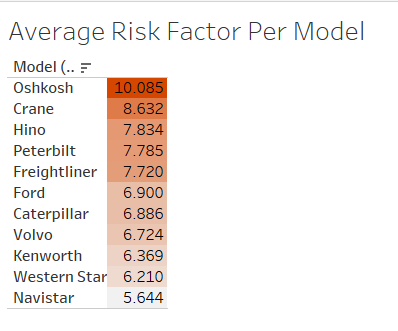 Average Risk Factor Per Model
Model (..
Oshkosh 10.085
Crane 8.632
Hino 7.834
Peterbilt 7.785
Freightliner 7.720
Ford 6.900
Caterpillar 6.886
Volvo 6.724
Kenworth 6.369
Western Star 6.210
Navistar 5.644